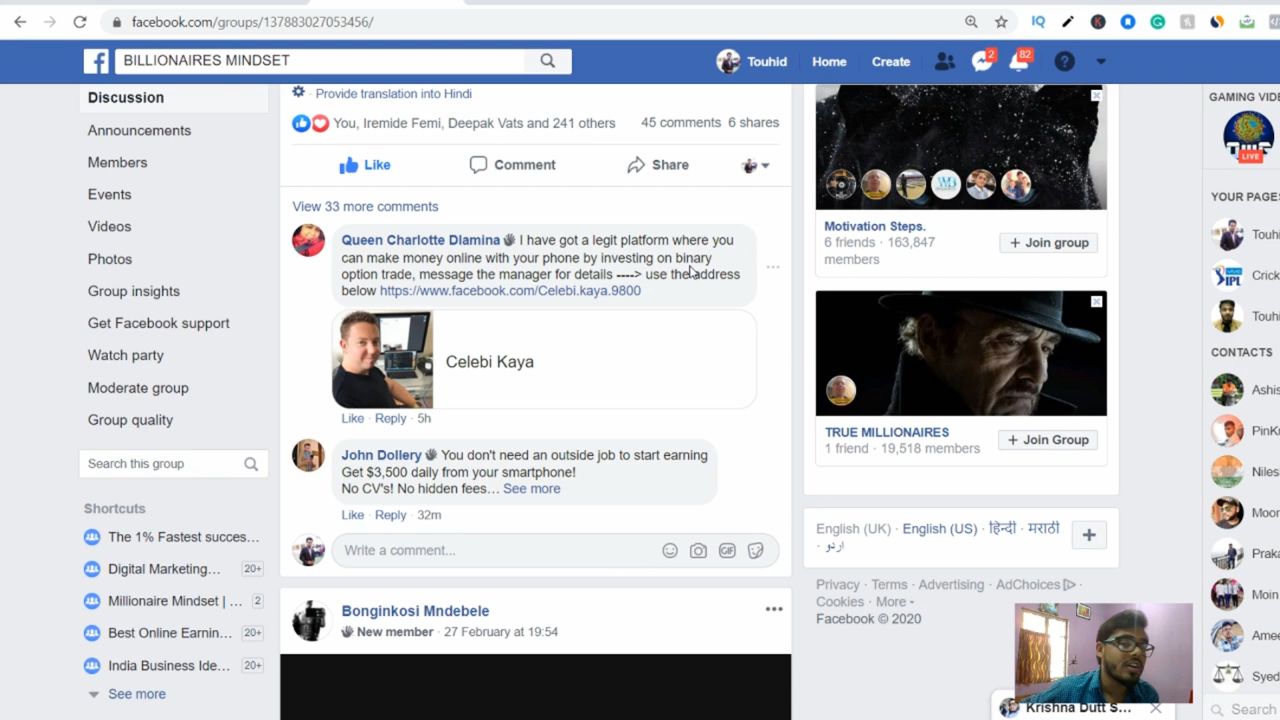 facebook.com/groups/137883027053456/
BILLIONAIRES MINDSET
Touhid
Home
Create
2
82
Discussion
Announcements
Members
Events
Videos
Photos
Group insights
Get Facebook support
Watch party
Moderate group
Group quality
Search this group
Shortcuts
The 1% Fastest succes...
Digital Marketing... 20+
Millionaire Mindset | ... 2
Best Online Earnin... 20+
India Business Ide... 20+
See more
Provide translation into Hindi
You, Iremide Femi, Deepak Vats and 241 others 45 comments 6 shares
Like Comment Share
View 33 more comments
Queen Charlotte Dlamina I have got a legit platform where you
can make money online with your phone by investing on binary
option trade, message the manager for details ----> use the address
below https://www.facebook.com/Celebi.kaya.9800
Celebi Kaya
Like · Reply · 5h
John Dollery You don't need an outside job to start earning
Get $3,500 daily from your smartphone!
No CV's! No hidden fees... See more
Like · Reply · 32m
Write a comment...
GIF
Bonginkosi Mndebele
New member · 27 February at 19:54
Motivation Steps.
6 friends · 163,847
members
+ Join group
TRUE MILLIONAIRES
1 friend · 19,518 members
+ Join Group
English (UK) · English (US) · हिन्दी · मराठी
· اردو
Privacy · Terms · Advertising · AdChoices ·
Cookies · More
Facebook © 2020
GAMING VIDE
LIVE
YOUR PAGES
Touhi
Crick
IPL
Touhi
CONTACTS
Ashis
PinKr
Niles
Moor
Praka
Moin
Amee
Syed
Search
Krishna Dutt S...